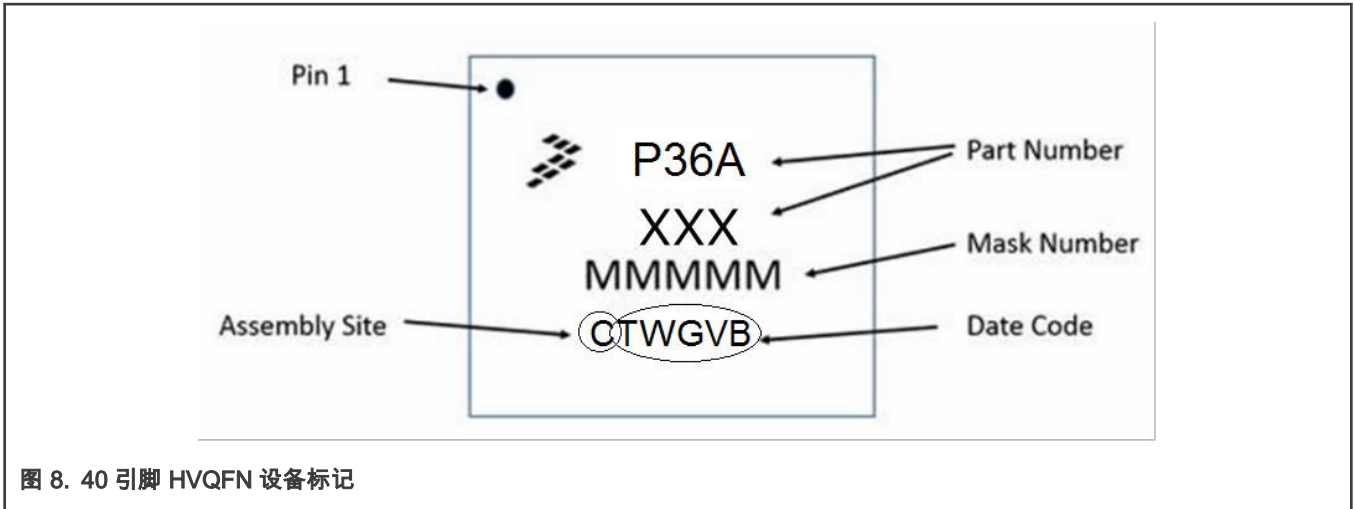 Pin 1
P36A
Part Number
XXX
MMMMM
Mask Number
Assembly Site
CTWGVB
Date Code
图 8. 40 引脚 HVQFN 设备标记